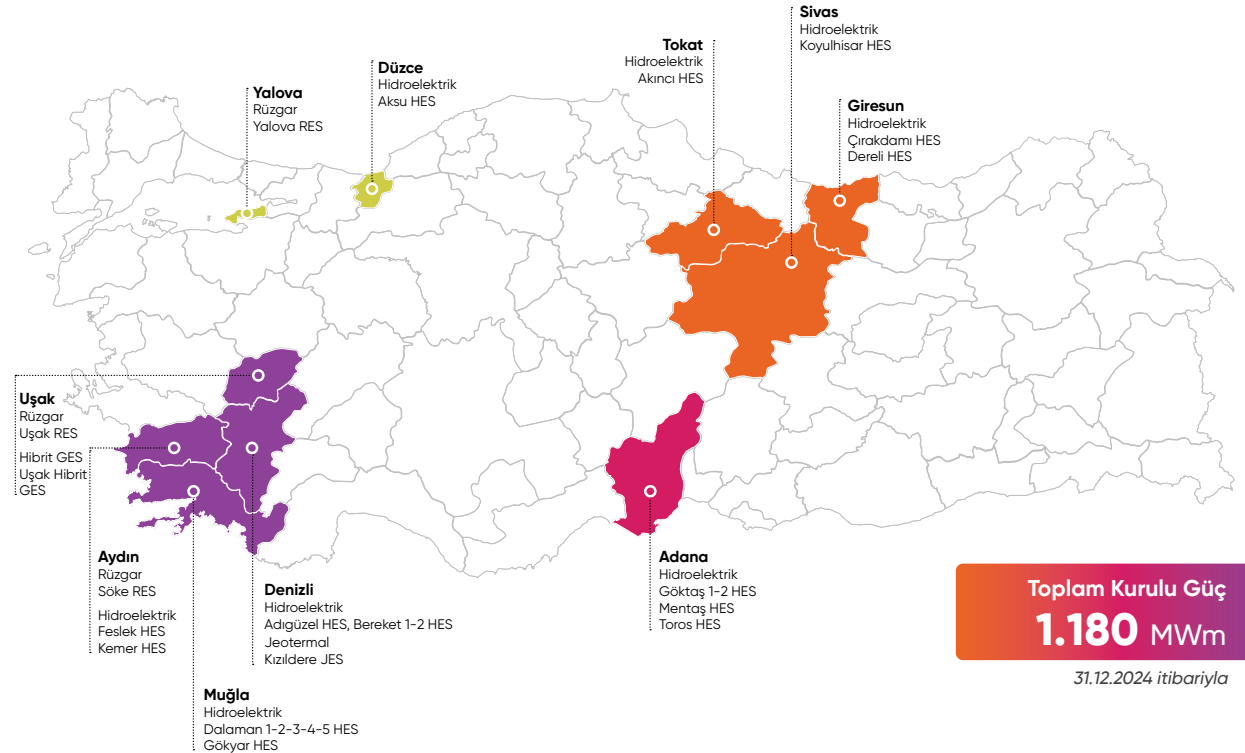 Sivas
Hidroelektrik
Koyulhisar HES
Tokat
Hidroelektrik
Akıncı HES
Düzce
Hidroelektrik
Aksu HES
Yalova
Rüzgar
Yalova RES
Giresun
Hidroelektrik
Çırakdamı HES
Dereli HES
Uşak
Rüzgar
Uşak RES
Hibrit GES
Uşak Hibrit
GES
Aydın
Rüzgar
Söke RES
Hidroelektrik
Feslek HES
Kemer HES
Denizli
Hidroelektrik
Adıgüzel HES, Bereket 1-2 HES
Jeotermal
Kızıldere JES
Muğla
Hidroelektrik
Dalaman 1-2-3-4-5 HES
Gökyar HES
Adana
Hidroelektrik
Göktaş 1-2 HES
Mentaş HES
Toros HES
Toplam Kurulu Güç
1.180 MWm
31.12.2024 itibariyla